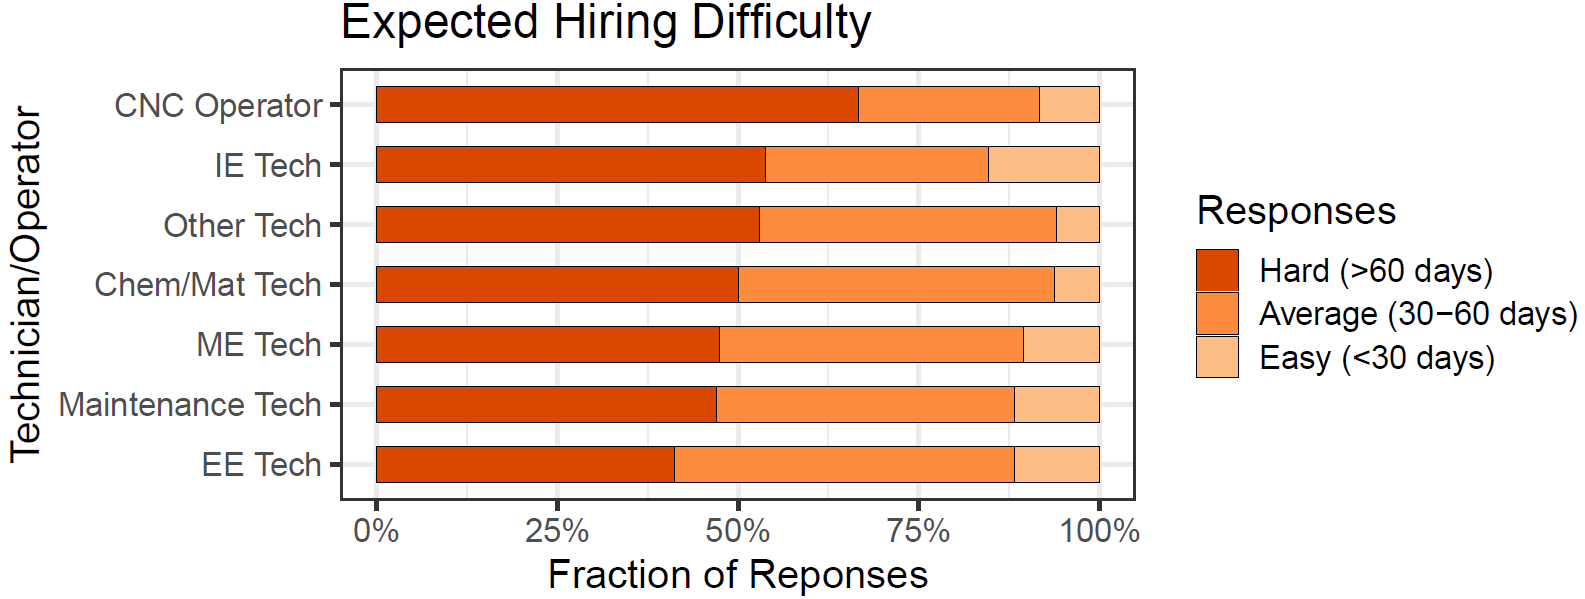 Expected Hiring Difficulty
Technician/Operator
CNC Operator
IE Tech
Other Tech
Chem/Mat Tech
ME Tech
Maintenance Tech
EE Tech
0% 25% 50% 75% 100%
Fraction of Reponses
Responses
Hard (>60 days)
Average (30−60 days)
Easy (<30 days)